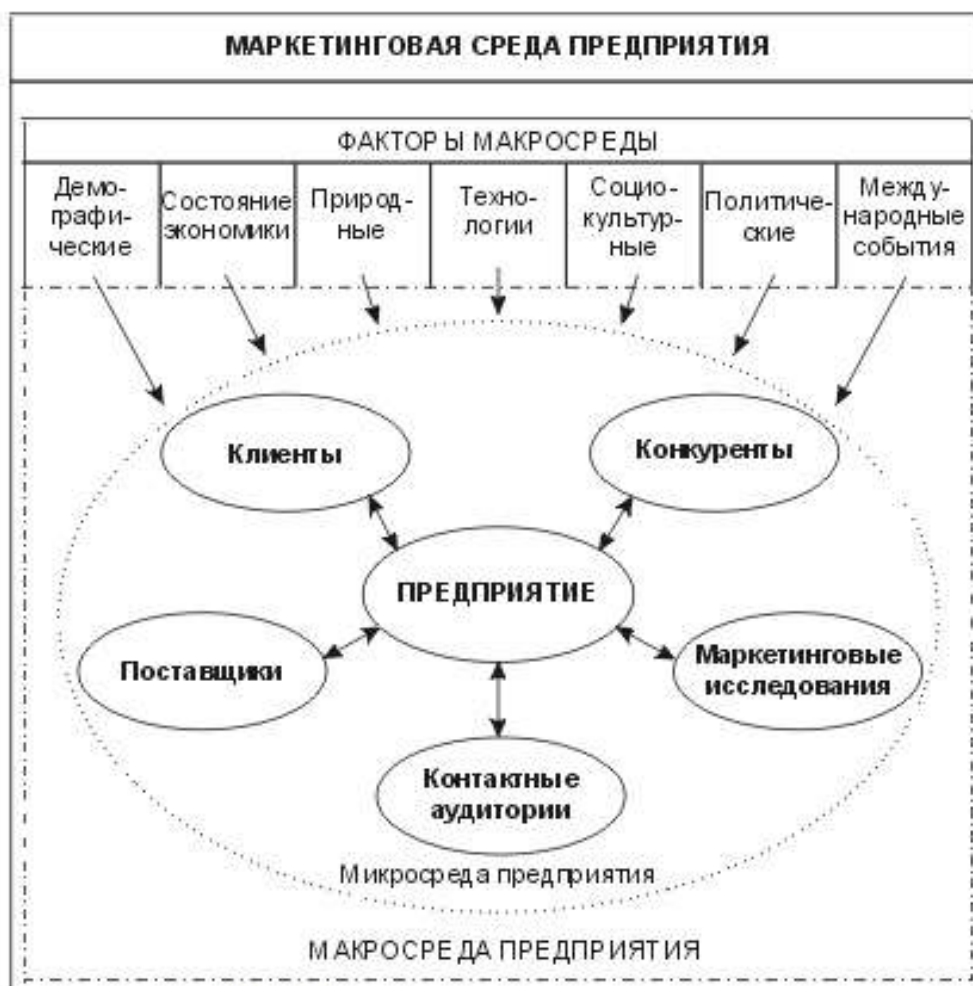 МАРКЕТИНГОВАЯ СРЕДА ПРЕДПРИЯТИЯ
ФАКТОРЫ МАКРОСРЕДЫ
Демо-
графи-
ческие
Состояние
экономики
Природ-
ные
Техно-
логии
Социо-
культур-
ные
Политиче-
ские
Между-
народные
события
Клиенты
Конкуренты
ПРЕДПРИЯТИЕ
Поставщики
Маркетинговые
исследования
Контактные
аудитории
Микросреда предприятия
МАКРОСРЕДА ПРЕДПРИЯТИЯ